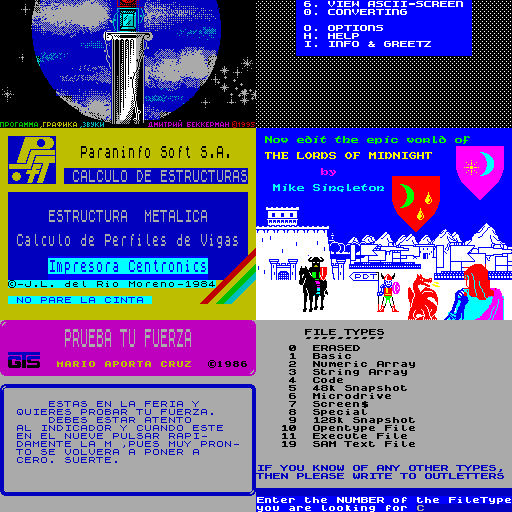 ПРОГАММА,ГРАФИКА,ЗВУКИ ДМИТРИЙ БЕККЕРМАН ©1995
6. VIEW ASCII-SCREEN
0. CONVERTING
O. OPTIONS
H. HELP
I. INFO & GREETZ
Paraninfo Soft S.A.
CALCULO DE ESTRUCTURAS
ESTRUCTURA METALICA
Calculo de Perfiles de Vigas
Impresora Centronics
©-J.L. del Rio Moreno-1984
NO PARE LA CINTA
Now edit the epic world of
THE LORDS OF MIDNIGHT
by
Mike Singleton
PDT
PRUEBA TU FUERZA
GTS
MARIO APORTA CRUZ ©1986
ESTAS EN LA FERIA Y
QUIERES PROBAR TU FUERZA.
DEBES ESTAR ATENTO
AL INDICADOR Y CUANDO ESTE
EN EL NUEVE PULSAR RAPI-
DAMENTE LA M ,PUES MUY PRON-
TO SE VOLVERA A PONER A
CERO. SUERTE.
FILE TYPES
**********
0 ERASED
1 Basic
2 Numeric Array
3 String Array
4 Code
5 48k Snapshot
6 Microdrive
7 Screen$
8 Special
9 128k Snapshot
10 Opentype File
11 Execute File
19 SAM Text File
IF YOU KNOW OF ANY OTHER TYPES,
THEN PLEASE WRITE TO OUTLETTERS
Enter the NUMBER of the FileType
you are looking for C